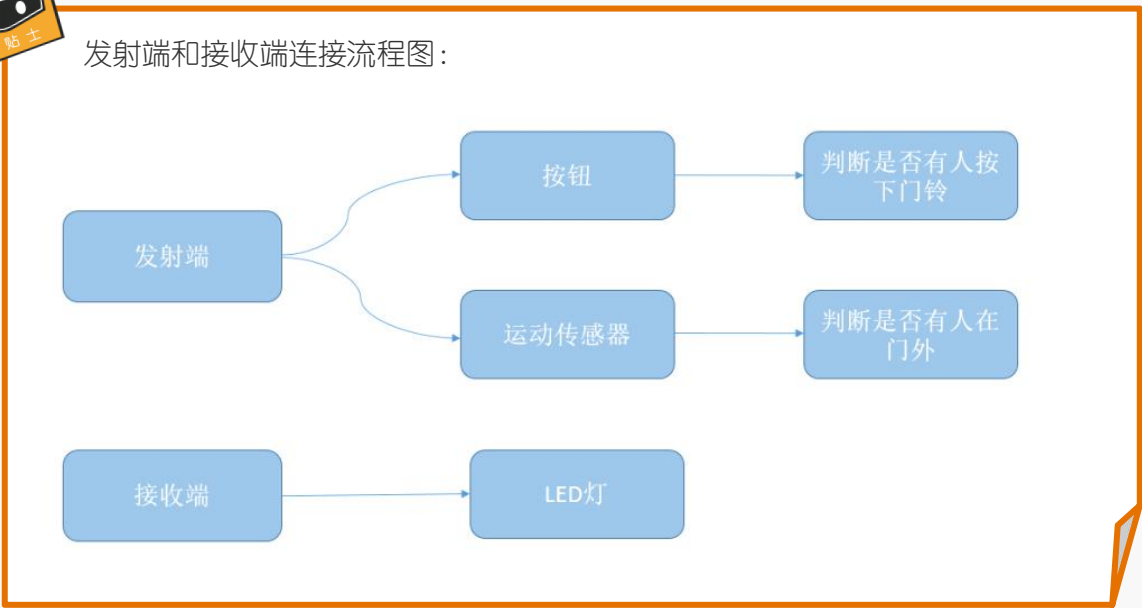 贴士
发射端和接收端连接流程图：
按钮
判断是否有人按
下门铃
发射端
运动传感器
判断是否有人在
门外
接收端
LED灯